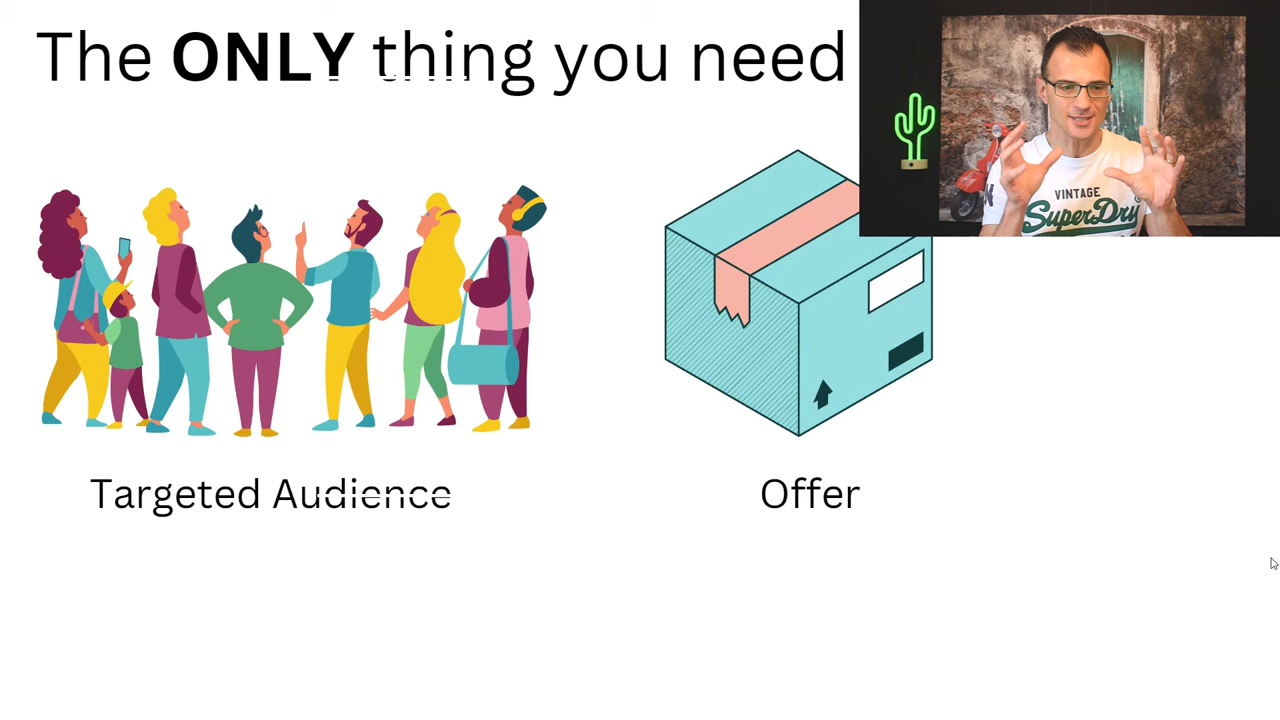 The ONLY thing you need
VINTAGE
SuperDry
Targeted Audience
Offer